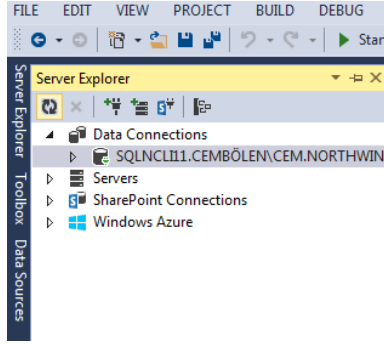 FILE EDIT VIEW PROJECT BUILD DEBUG
Star
Server Explorer
Data Connections
SQLNCLI11.CEMBÖLEN\CEM.NORTHWIN
Servers
SharePoint Connections
Windows Azure
Server Explorer
Toolbox
Data Sources